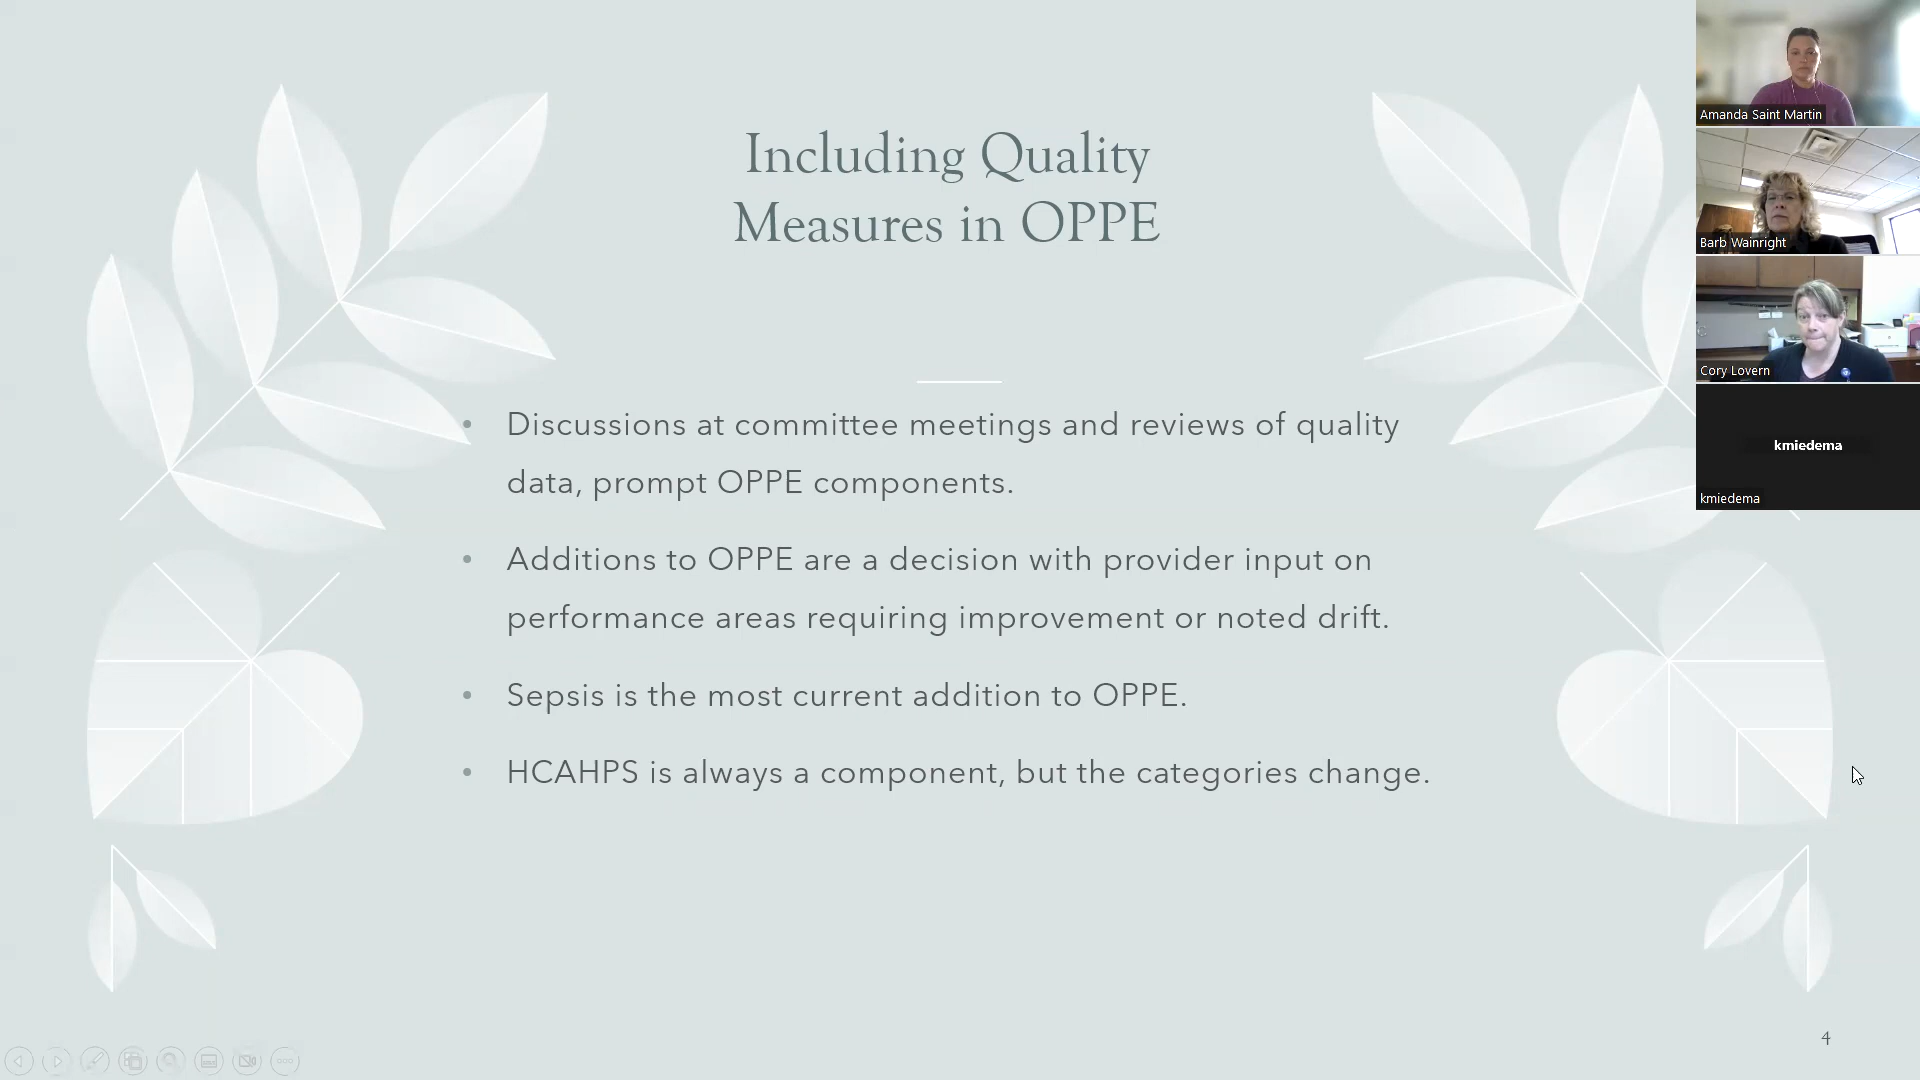 Including Quality
Measures in OPPE
• Discussions at committee meetings and reviews of quality
data, prompt OPPE components.
• Additions to OPPE are a decision with provider input on
performance areas requiring improvement or noted drift.
• Sepsis is the most current addition to OPPE.
• HCAHPS is always a component, but the categories change.
4
Amanda Saint Martin
Barb Wainright
Cory Lovern
kmiedema
kmiedema